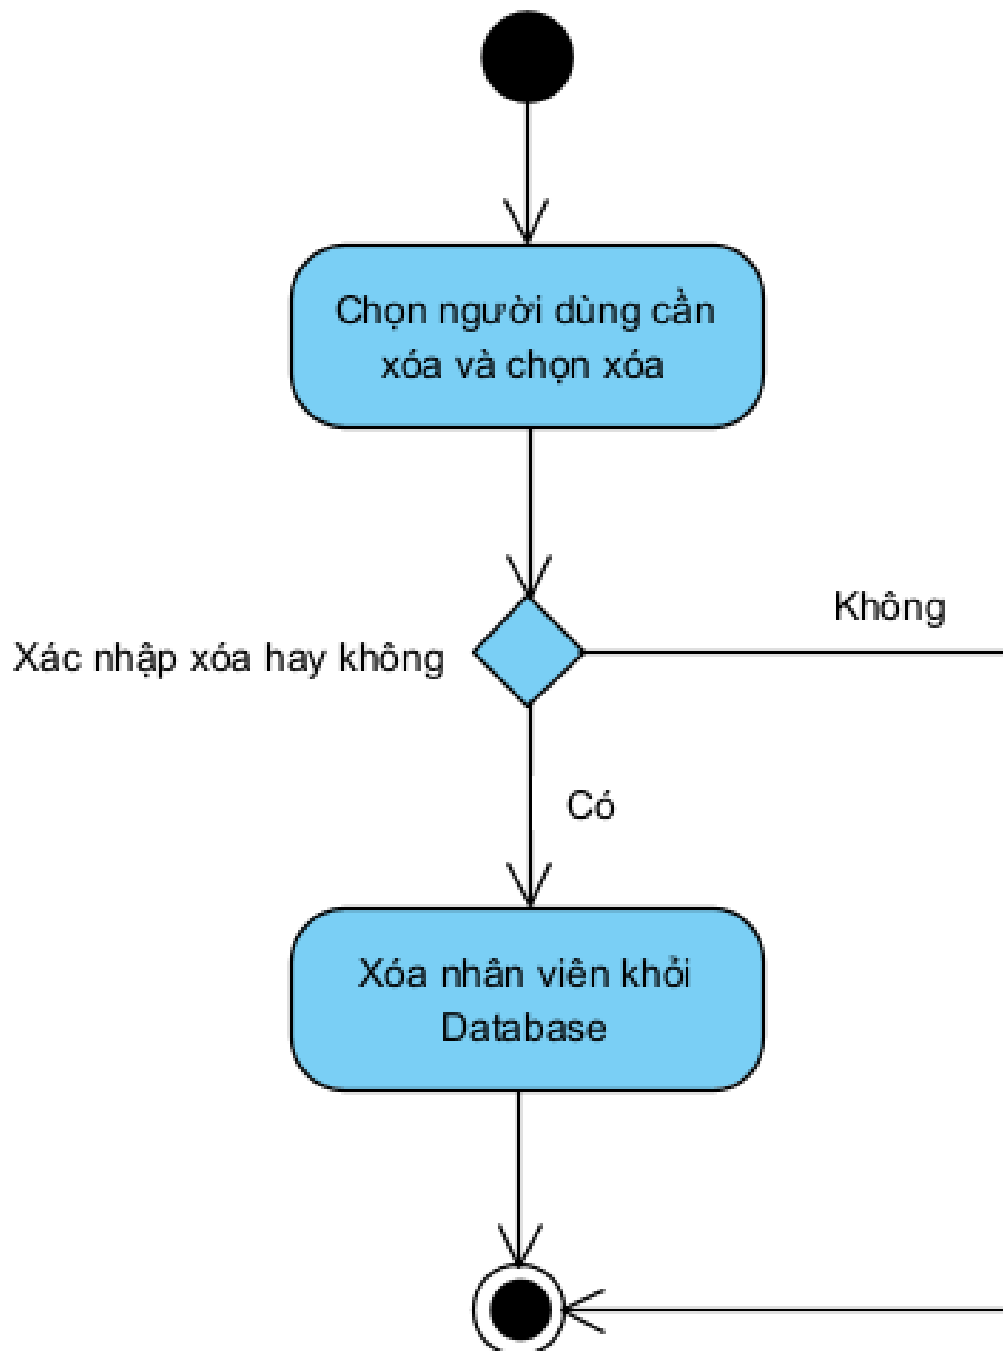 Chọn người dùng cần
xóa và chọn xóa
Không
Xác nhập xóa hay không
Có
Xóa nhân viên khỏi
Database